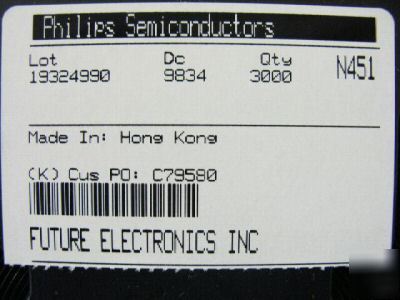 Philips Semiconductors
Lot Dc Qty N451
19324990 9834 3000
Made In: Hong Kong
(K) Cus PO: C79580
FUTURE ELECTRONICS INC